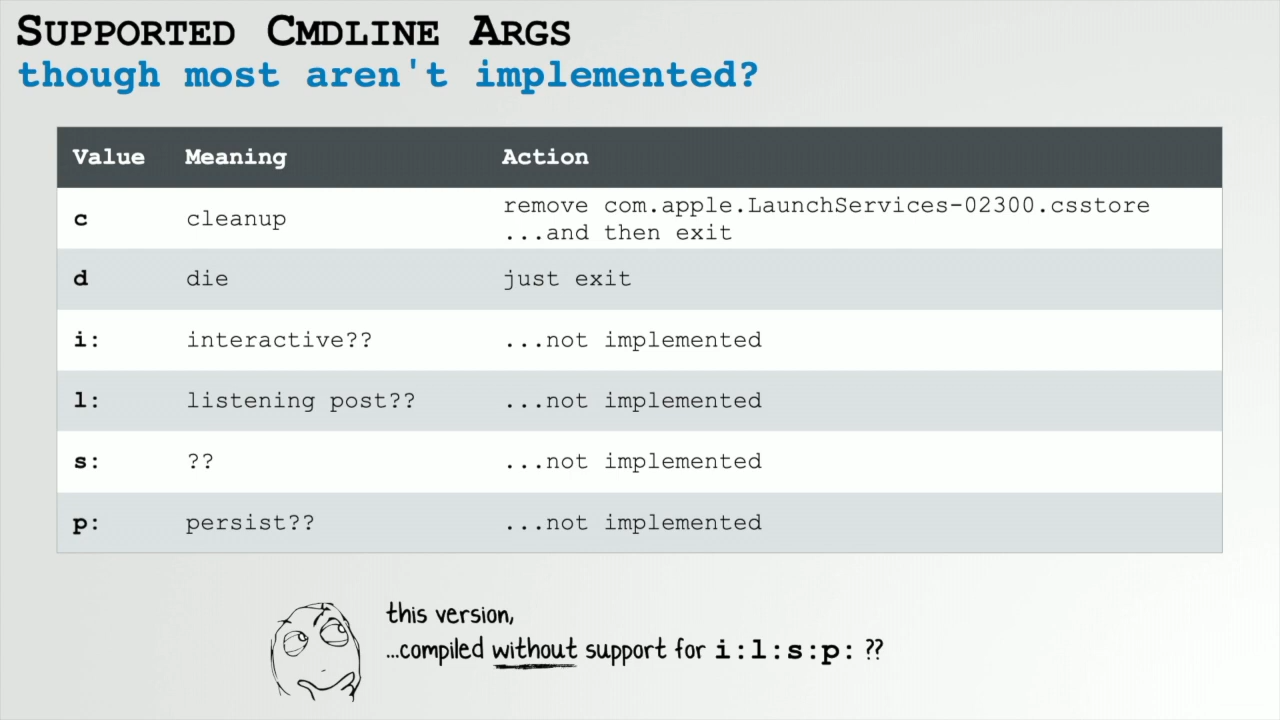 SUPPORTED CMDLINE ARGS
though most aren't implemented?
Value Meaning Action
c cleanup remove com.apple.LaunchServices-02300.csstore
...and then exit
d die just exit
i: interactive?? ...not implemented
l: listening post?? ...not implemented
s: ?? ...not implemented
p: persist?? ...not implemented
this version,
...compiled without support for i:l:s:p: ??